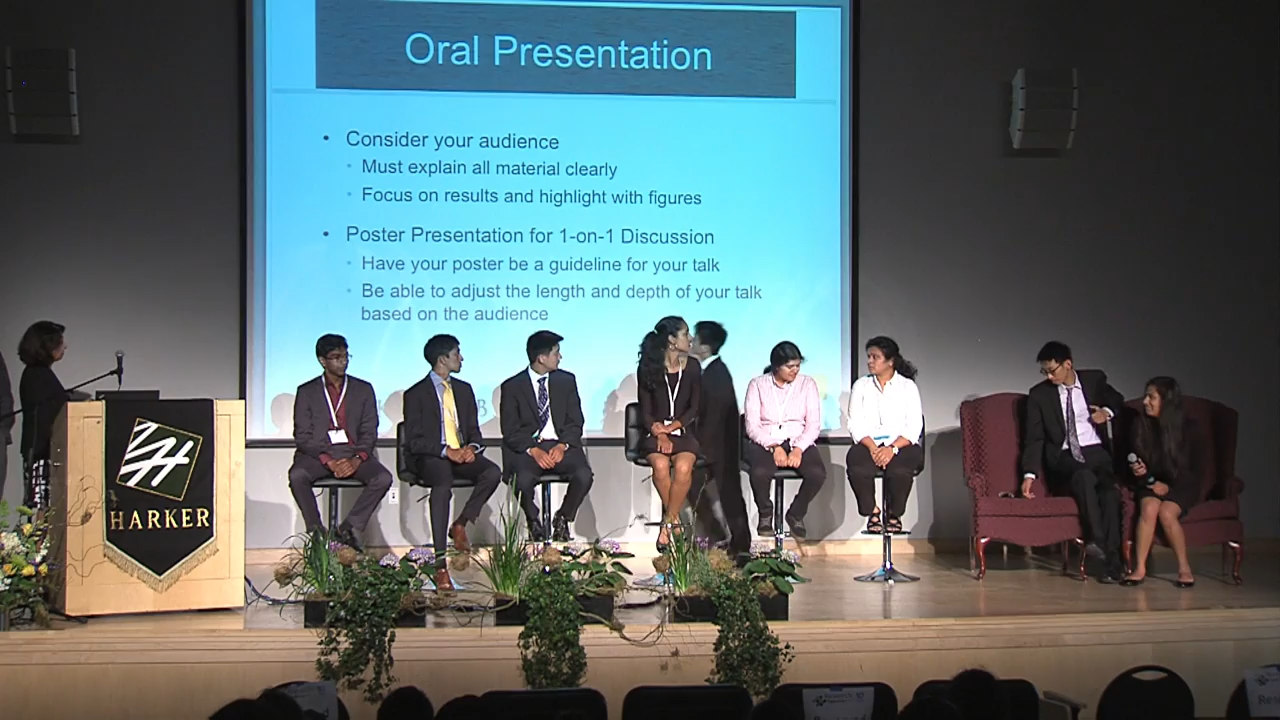 Oral Presentation
• Consider your audience
• Must explain all material clearly
• Focus on results and highlight with figures
• Poster Presentation for 1-on-1 Discussion
• Have your poster be a guideline for your talk
• Be able to adjust the length and depth of your talk
based on the audience
HARKER